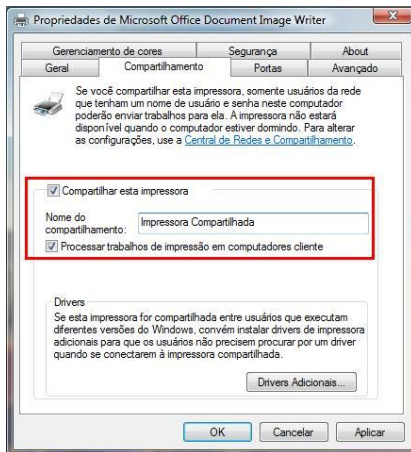 Propriedades de Microsoft Office Document Image Writer
Gerenciamento de cores Segurança About
Geral Compartilhamento Portas Avançado
Se você compartilhar esta impressora, somente usuários da rede
que tenham um nome de usuário e senha neste computador
poderão enviar trabalhos para ela. A impressora não estará
disponível quando o computador estiver dormindo. Para alterar
as configurações, use a Central de Redes e Compartilhamento.
Compartilhar esta impressora
Nome do
compartilhamento: Impressora Compartilhada
Processar trabalhos de impressão em computadores cliente
Drivers
Se esta impressora for compartilhada entre usuários que executam
diferentes versões do Windows, convém instalar drivers de impressora
adicionais para que os usuários não precisem procurar por um driver
quando se conectarem à impressora compartilhada.
Drivers Adicionais...
OK Cancelar Aplicar